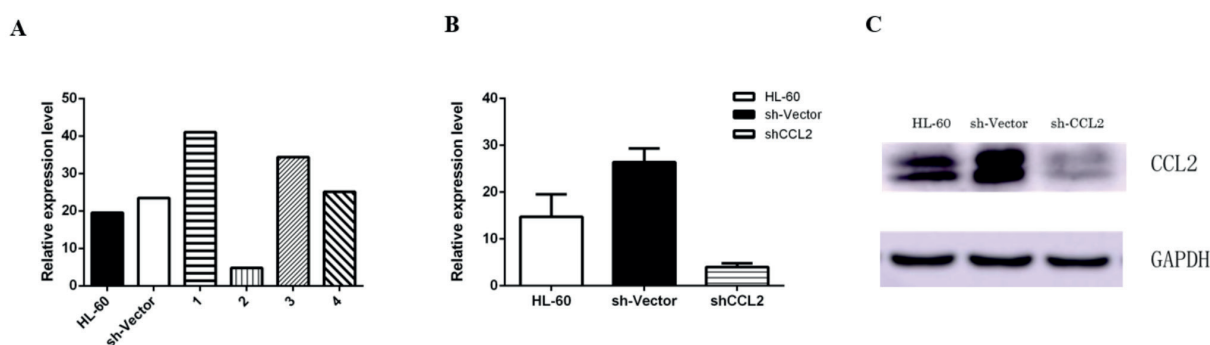 A
Relative expression level
50
40
30
20
10
0
HL-60
sh-Vector
1
2
3
4
B
Relative expression level
40
30
20
10
0
HL-60
sh-Vector
shCCL2
HL-60
sh-Vector
shCCL2
C
HL-60 sh-Vector sh-CCL2
CCL2
GAPDH